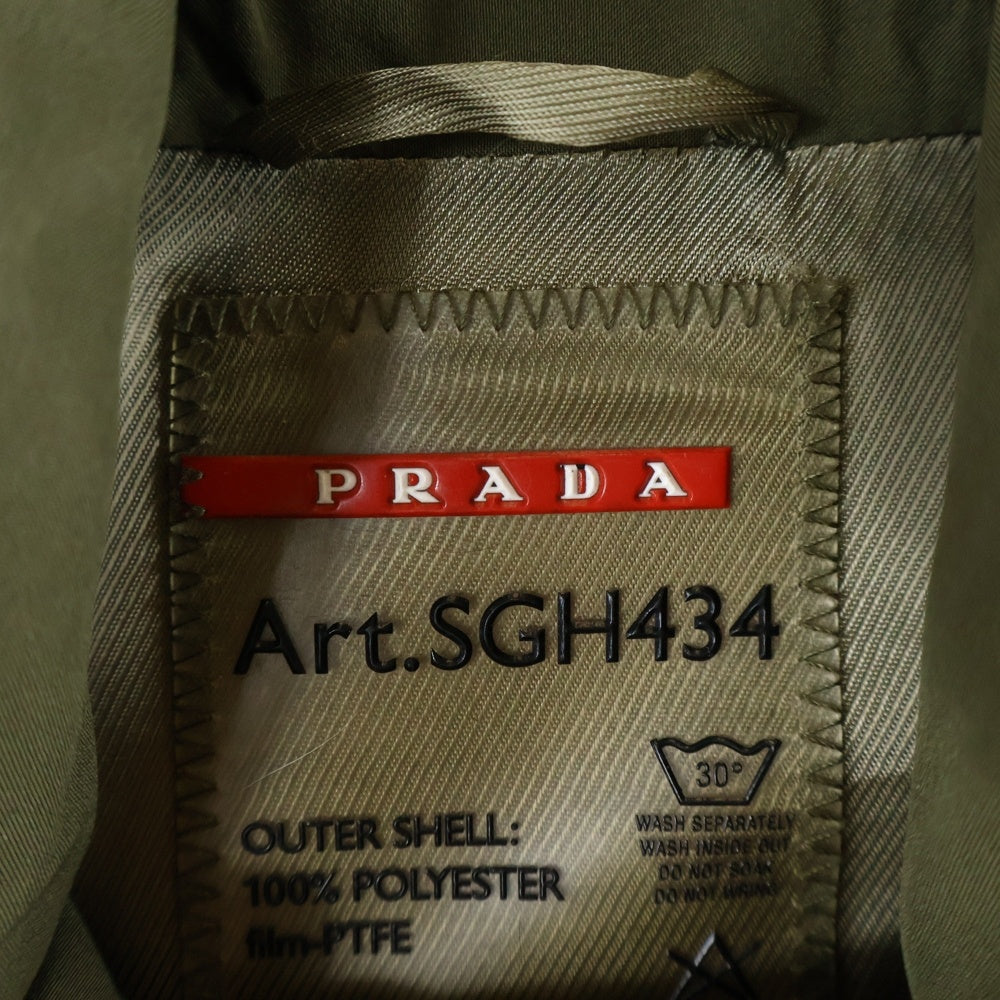 PRADA
Art.SGH434
30°
WASH SEPARATELY
WASH INSIDE OUT
DO NOT SOAK
DO NOT WRING
OUTER SHELL:
100% POLYESTER
film-PTFE